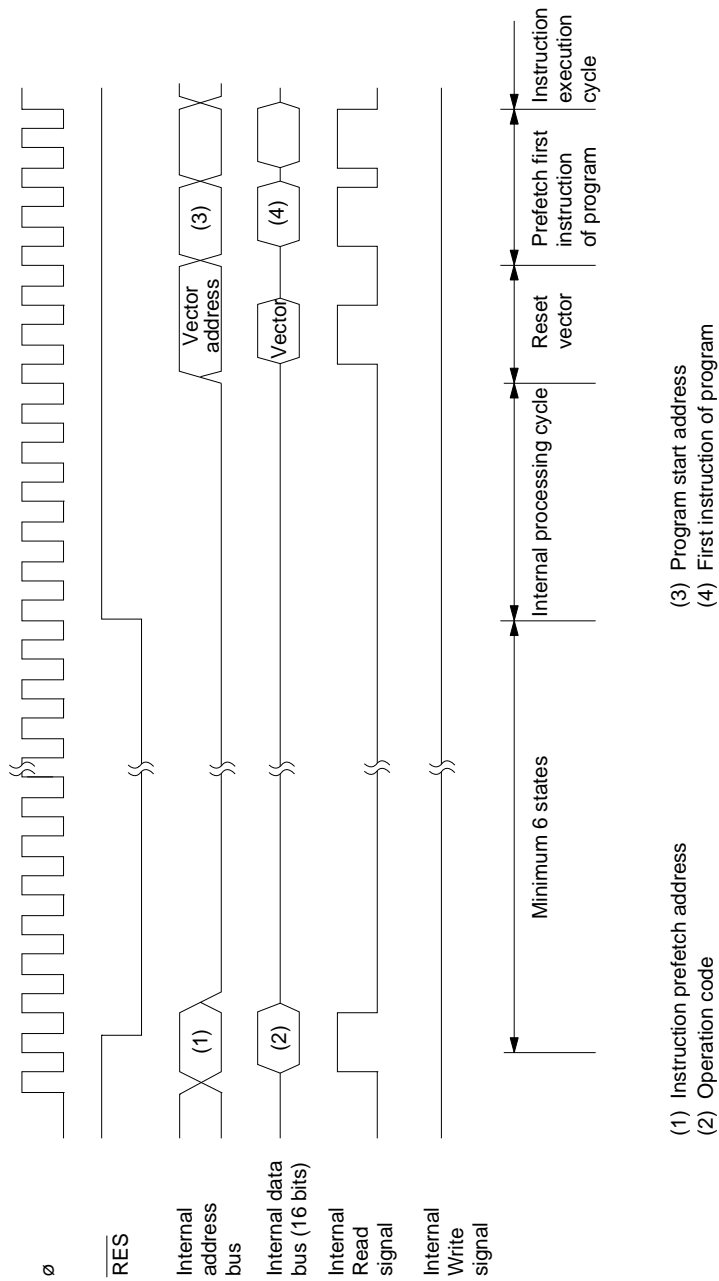 ø
RES
Internal
address
bus
Internal data
bus (16 bits)
Internal
Read
signal
Internal
Write
signal
(1)
(2)
Vector
address
Vector
(3)
(4)
Minimum 6 states
Internal processing cycle
Reset
vector
Prefetch first
instruction
of program
Instruction
execution
cycle
(1) Instruction prefetch address
(2) Operation code
(3) Program start address
(4) First instruction of program